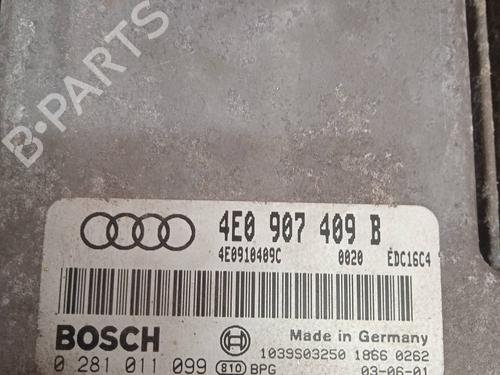 B-PARTS
4E0 907 409 B
4E0910409C 0020 EDC16C4
BOSCH
Made in Germany
1039S03250 1866 0262
0 281 011 099 810 BPG 03-06-01